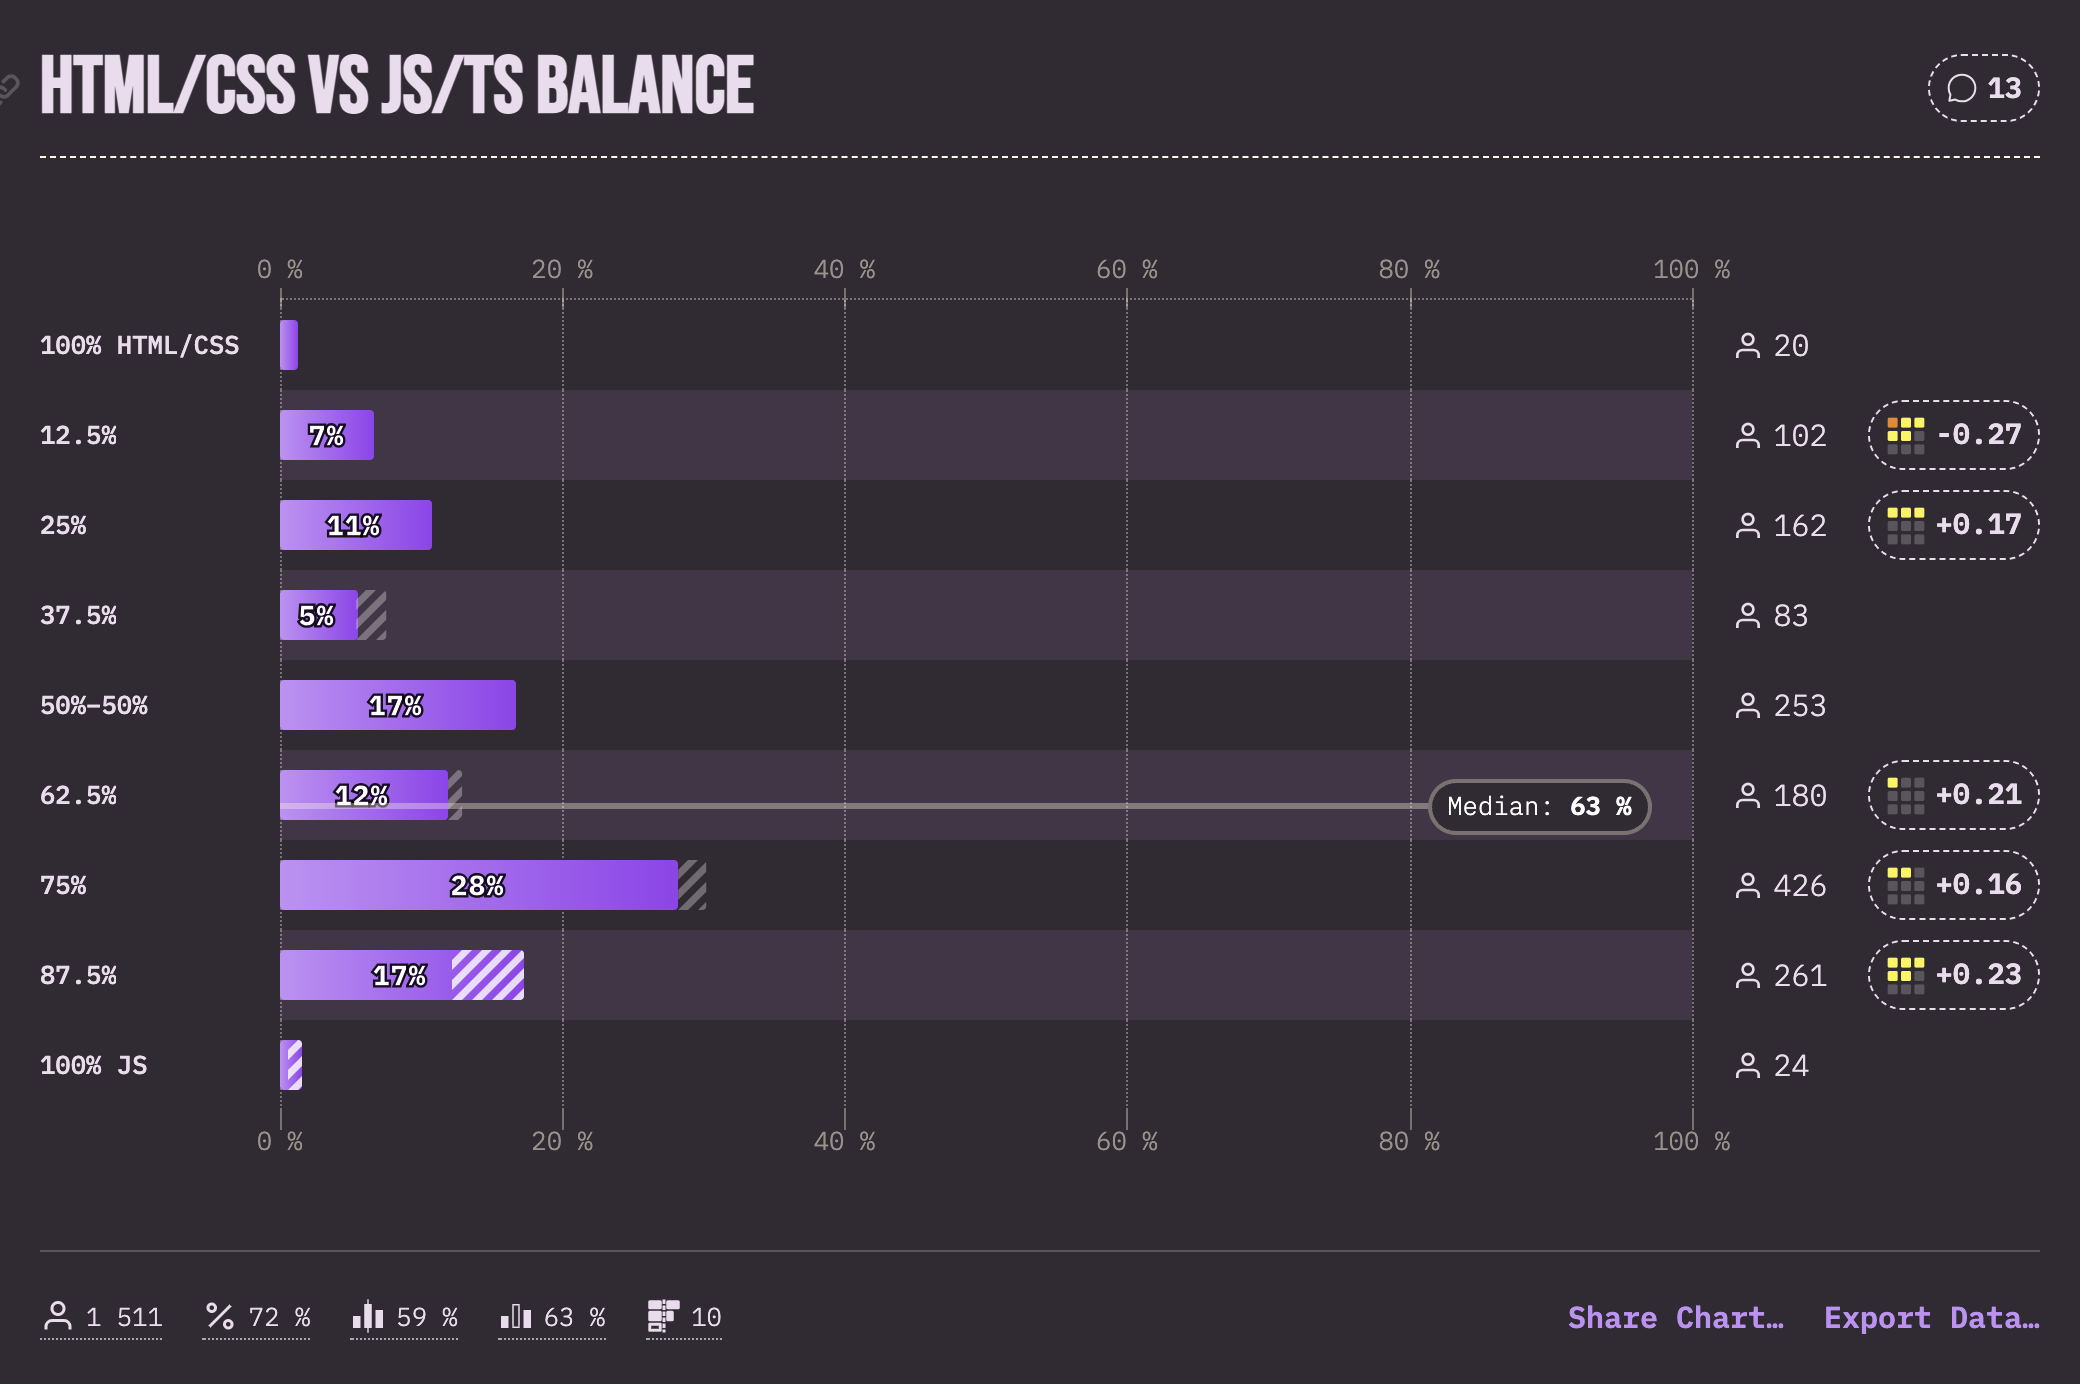 HTML/CSS VS JS/TS BALANCE
13
0 % 20 % 40 % 60 % 80 % 100 %
100% HTML/CSS 20
12.5% 7% 102 -0.27
25% 11% 162 +0.17
37.5% 5% 83
50%–50% 17% 253
62.5% 12% Median: 63 % 180 +0.21
75% 28% 426 +0.16
87.5% 17% 261 +0.23
100% JS 24
0 % 20 % 40 % 60 % 80 % 100 %
1 511 72 % 59 % 63 % 10 Share Chart… Export Data…